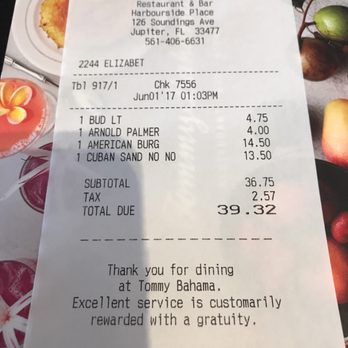 Restaurant & Bar
Harbourside Place
126 Soundings Ave
Jupiter, FL 33477
561-406-6631
2244 ELIZABET
Tbl 917/1 Chk 7556
Jun01'17 01:03PM
1 BUD LT 4.75
1 ARNOLD PALMER 4.00
1 AMERICAN BURG 14.50
1 CUBAN SAND NO NO 13.50
SUBTOTAL 36.75
TAX 2.57
TOTAL DUE 39.32
Thank you for dining
at Tommy Bahama.
Excellent service is customarily
rewarded with a gratuity.